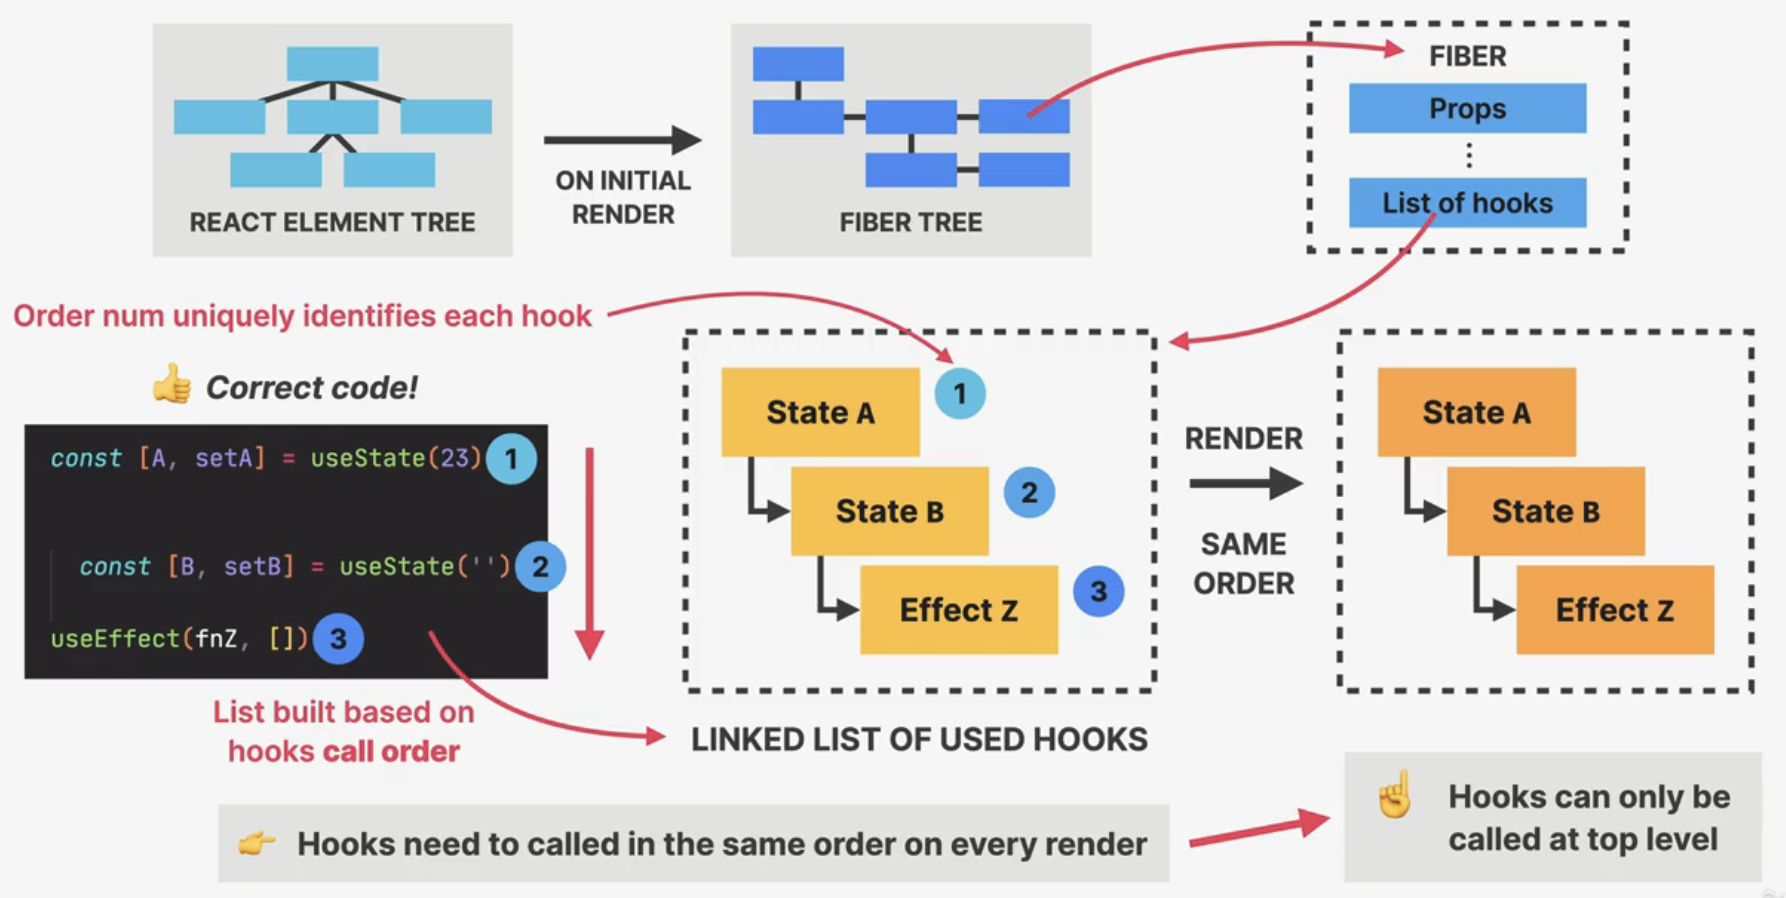 REACT ELEMENT TREE
ON INITIAL
RENDER
FIBER TREE
FIBER
Props
List of hooks
Order num uniquely identifies each hook
Correct code!
const [A, setA] = useState(23) 1
const [B, setB] = useState('') 2
useEffect(fnZ, []) 3
List built based on
hooks call order
State A
1
State B
2
Effect Z
3
LINKED LIST OF USED HOOKS
RENDER
SAME
ORDER
State A
State B
Effect Z
Hooks need to called in the same order on every render
Hooks can only be
called at top level